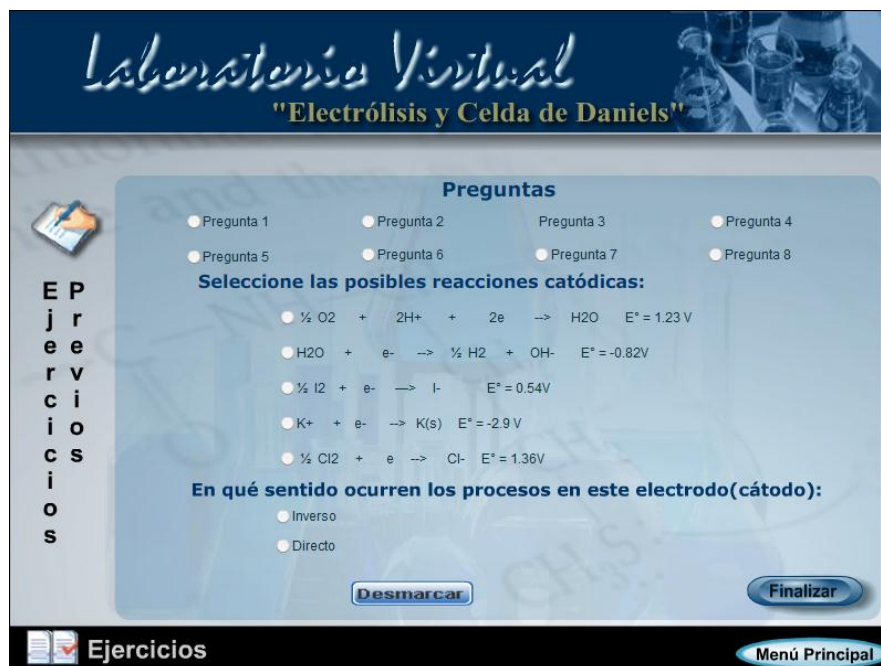 Laboratorio Virtual
"Electrólisis y Celda de Daniels"
Preguntas
Pregunta 1 Pregunta 2 Pregunta 3 Pregunta 4
Pregunta 5 Pregunta 6 Pregunta 7 Pregunta 8
Ejercicios
Previos
Seleccione las posibles reacciones catódicas:
½ O2 + 2H+ + 2e --> H2O E° = 1.23 V
H2O + e- --> ½ H2 + OH- E° = -0.82V
½ I2 + e- —> I- E° = 0.54V
K+ + e- --> K(s) E° = -2.9 V
½ Cl2 + e --> Cl- E° = 1.36V
En qué sentido ocurren los procesos en este electrodo(cátodo):
Inverso
Directo
Desmarcar
Finalizar
Ejercicios
Menú Principal